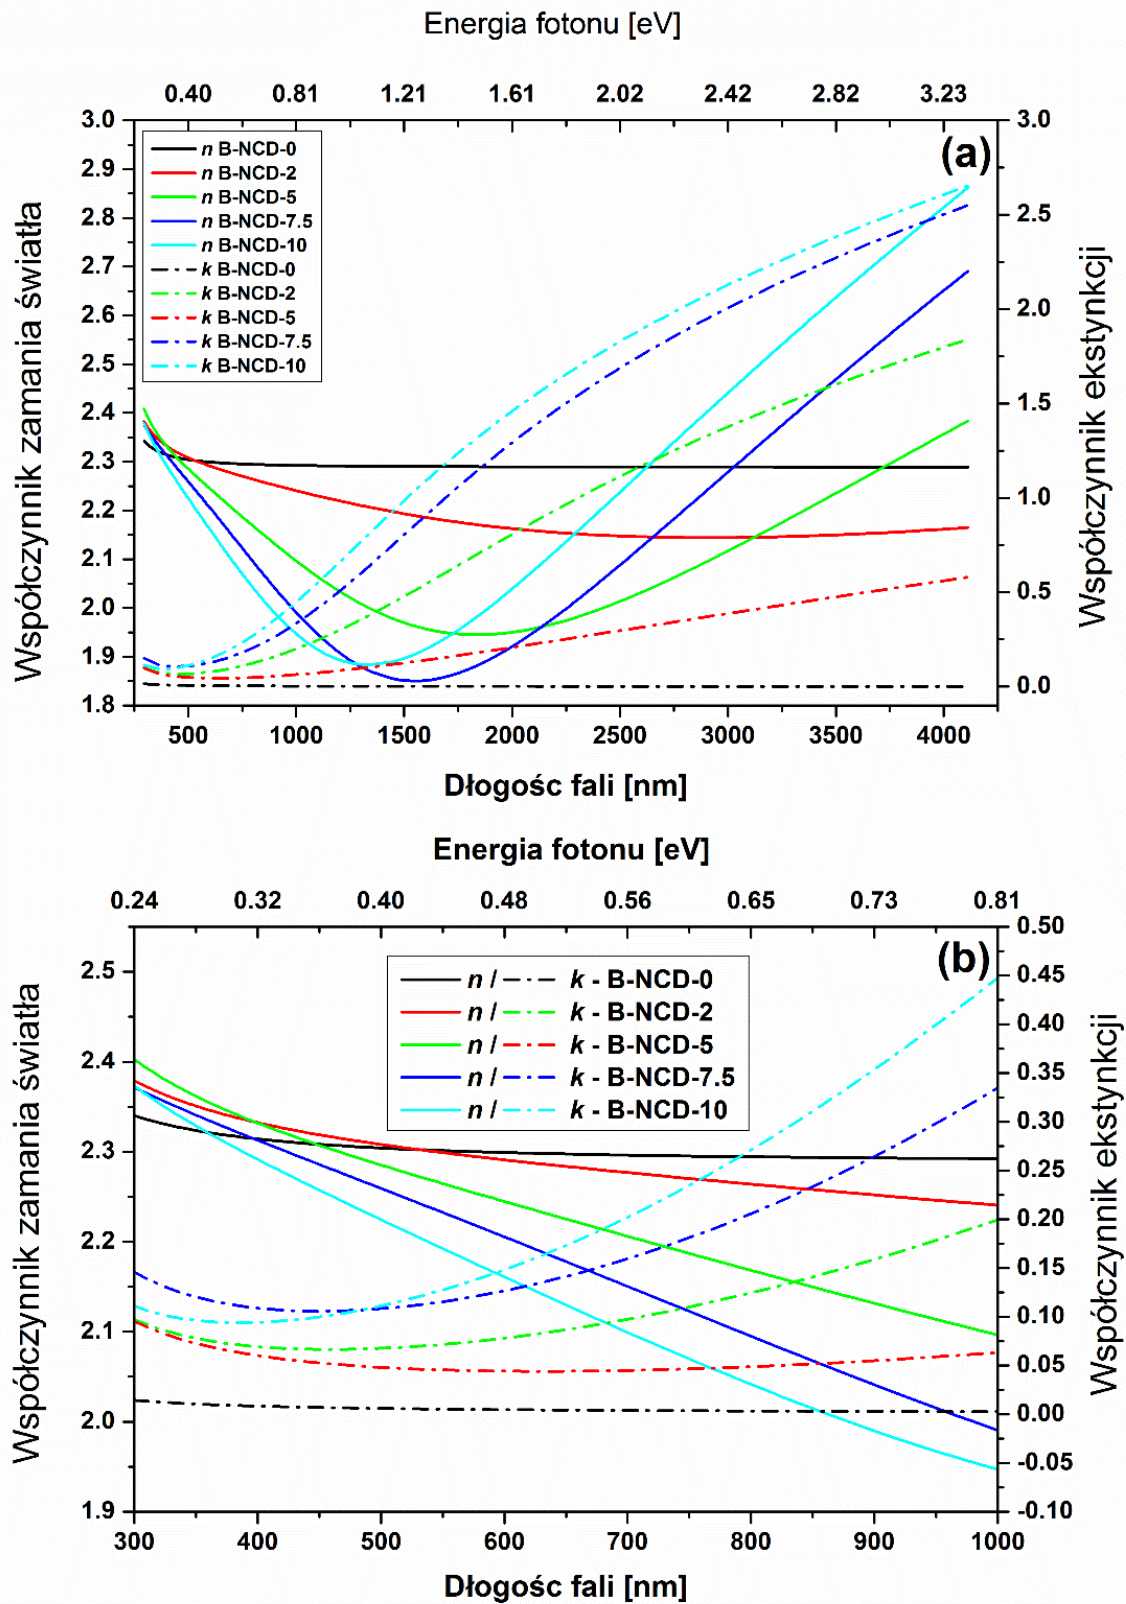 Energia fotonu [eV]
0.40 0.81 1.21 1.61 2.02 2.42 2.82 3.23
(a)
n B-NCD-0
n B-NCD-2
n B-NCD-5
n B-NCD-7.5
n B-NCD-10
k B-NCD-0
k B-NCD-2
k B-NCD-5
k B-NCD-7.5
k B-NCD-10
3.0
2.9
2.8
2.7
2.6
2.5
2.4
2.3
2.2
2.1
2.0
1.9
1.8
Współczynnik zamania światła
3.0
2.5
2.0
1.5
1.0
0.5
0.0
Współczynnik ekstynkcji
500 1000 1500 2000 2500 3000 3500 4000
Długośc fali [nm]
Energia fotonu [eV]
0.24 0.32 0.40 0.48 0.56 0.65 0.73 0.81
(b)
n / k - B-NCD-0
n / k - B-NCD-2
n / k - B-NCD-5
n / k - B-NCD-7.5
n / k - B-NCD-10
2.5
2.4
2.3
2.2
2.1
2.0
1.9
Współczynnik zamania światła
0.50
0.45
0.40
0.35
0.30
0.25
0.20
0.15
0.10
0.05
0.00
-0.05
-0.10
Współczynnik ekstynkcji
300 400 500 600 700 800 900 1000
Długośc fali [nm]